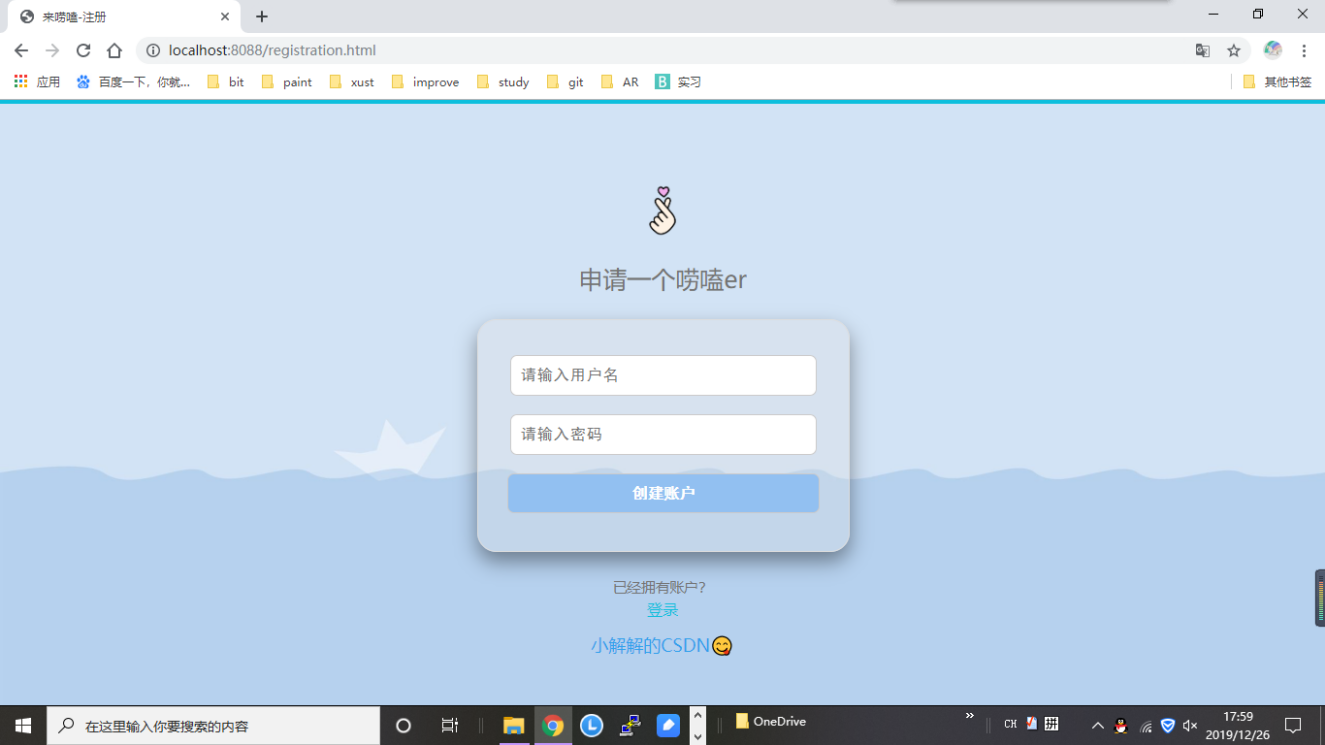 来唠嗑-注册
localhost:8088/registration.html
应用 百度一下，你就... bit paint xust improve study git AR B 实习 其他书签
申请一个唠嗑er
请输入用户名
请输入密码
创建账户
已经拥有账户?
登录
小解解的CSDN😋
在这里输入你要搜索的内容
OneDrive
CH
拼
17:59
2019/12/26